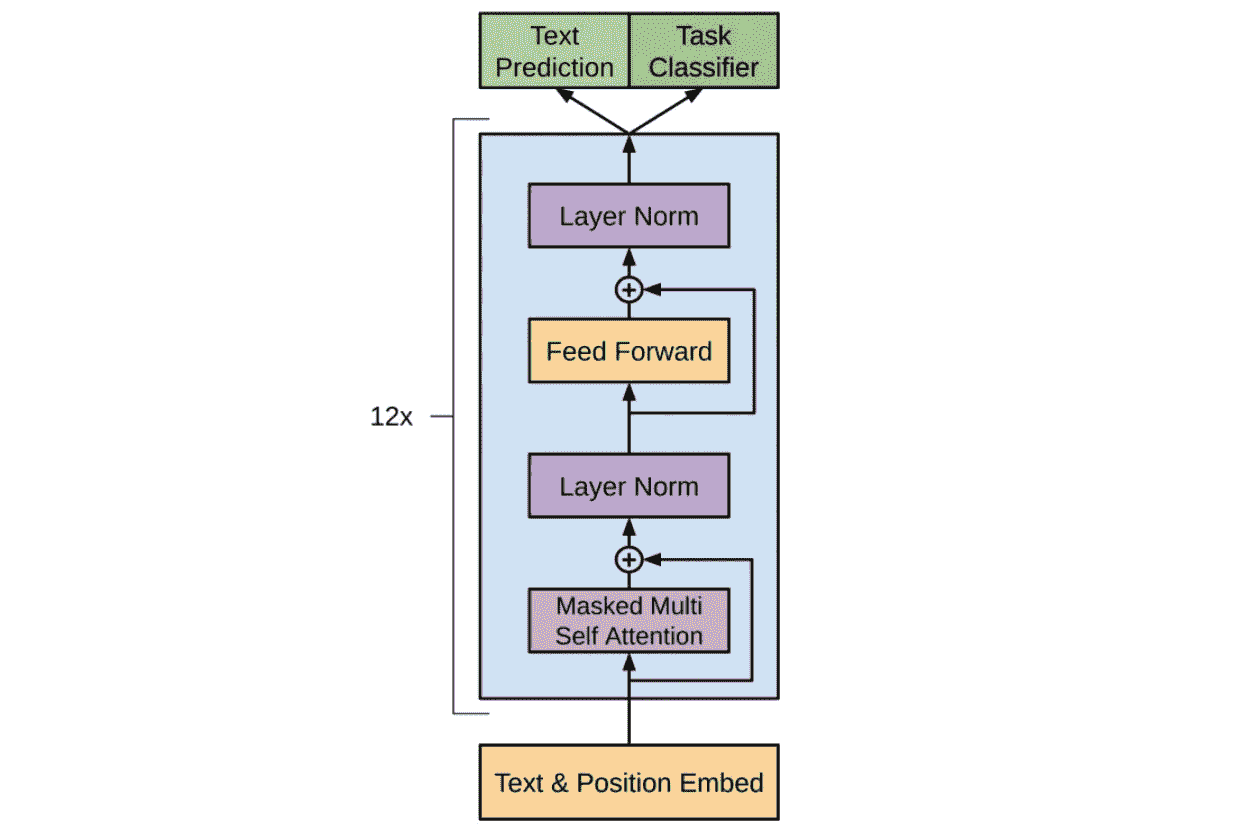 Text
Prediction
Task
Classifier
Layer Norm
+
Feed Forward
12x
Layer Norm
+
Masked Multi
Self Attention
Text & Position Embed